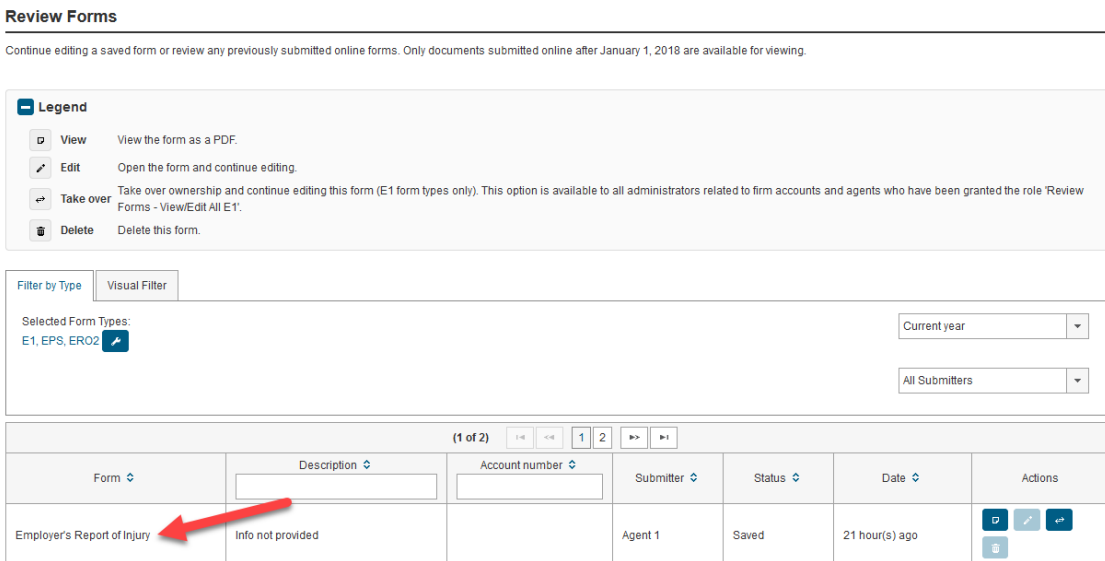 Review Forms
Continue editing a saved form or review any previously submitted online forms. Only documents submitted online after January 1, 2018 are available for viewing.
Legend
View View the form as a PDF.
Edit Open the form and continue editing.
Take over Take over ownership and continue editing this form (E1 form types only). This option is available to all administrators related to firm accounts and agents who have been granted the role 'Review
Forms - View/Edit All E1'.
Delete Delete this form.
Filter by Type Visual Filter
Selected Form Types:
E1, EPS, ERO2
Current year
All Submitters
(1 of 2) 1 2
Form Description Account number Submitter Status Date Actions
Employer's Report of Injury Info not provided Agent 1 Saved 21 hour(s) ago